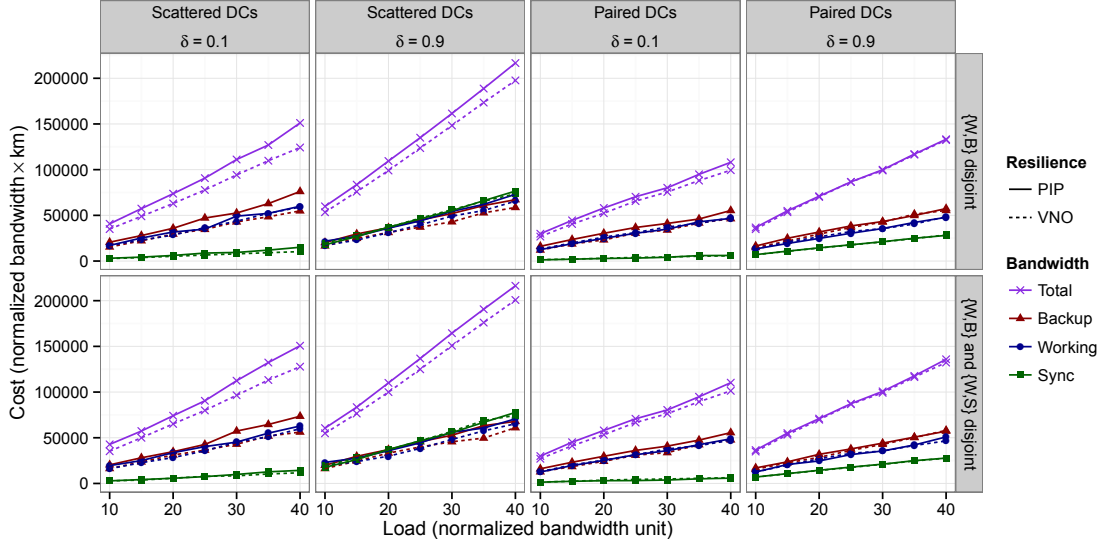 Scattered DCs
δ = 0.1
Scattered DCs
δ = 0.9
Paired DCs
δ = 0.1
Paired DCs
δ = 0.9
Cost (normalized bandwidth × km)
200000
150000
100000
50000
0
{W,B} disjoint
200000
150000
100000
50000
0
{W,B} and {W,S} disjoint
10 20 30 40 10 20 30 40 10 20 30 40 10 20 30 40
Load (normalized bandwidth unit)
Resilience
PIP
VNO
Bandwidth
Total
Backup
Working
Sync